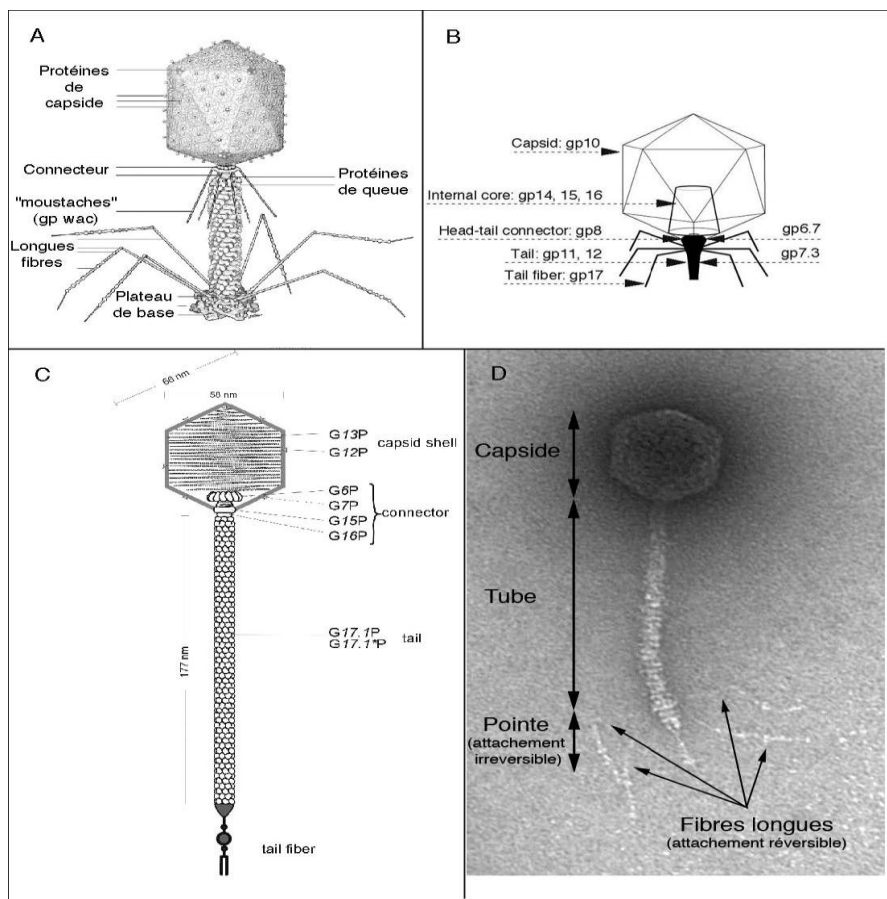 A
Protéines
de
capside
Connecteur
Protéines
de queue
"moustaches"
(gp wac)
Longues
fibres
Plateau
de base
B
Capsid: gp10
Internal core: gp14, 15, 16
Head-tail connector: gp8
gp6.7
Tail: gp11, 12
gp7.3
Tail fiber: gp17
C
66 nm
58 nm
G13P
capsid shell
G12P
G6P
G7P
connector
G15P
G16P
G17.1P
tail
G17.1*P
177 nm
tail fiber
D
Capside
Tube
Pointe
(attachement
irreversible)
Fibres longues
(attachement réversible)